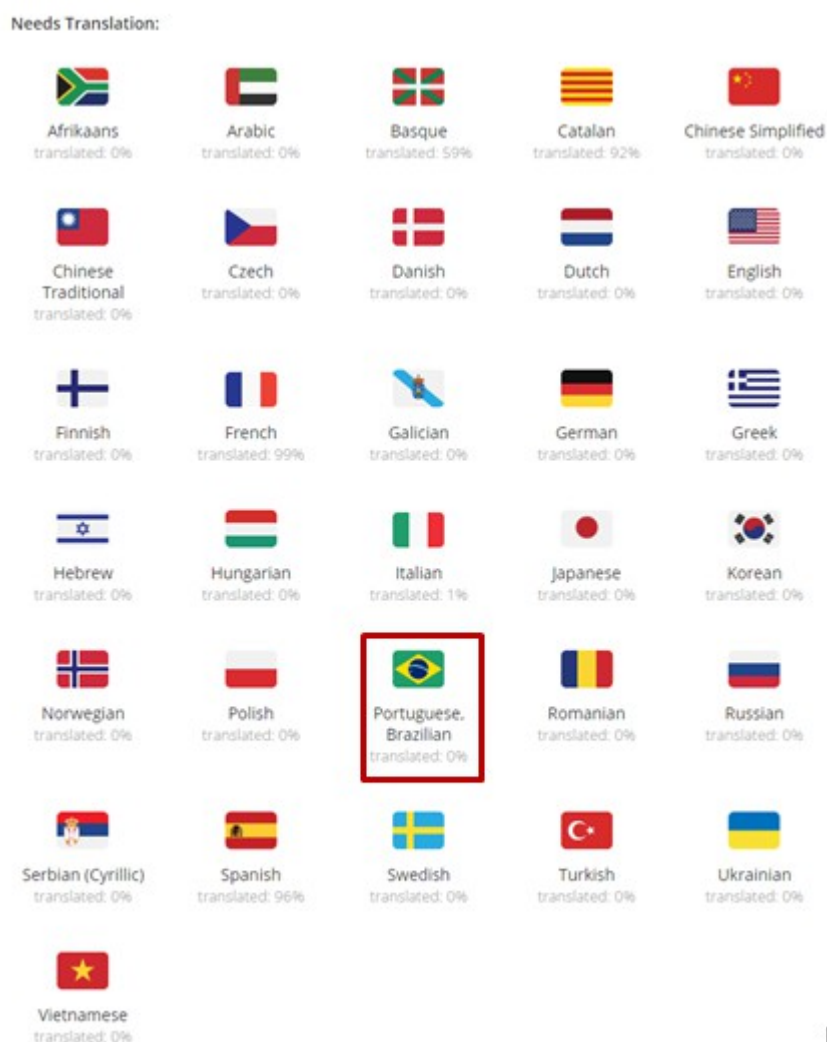 Needs Translation:
Afrikaans
translated: 0%
Arabic
translated: 0%
Basque
translated: 59%
Catalan
translated: 92%
Chinese Simplified
translated: 0%
Chinese
Traditional
translated: 0%
Czech
translated: 0%
Danish
translated: 0%
Dutch
translated: 0%
English
translated: 0%
Finnish
translated: 0%
French
translated: 99%
Galician
translated: 0%
German
translated: 0%
Greek
translated: 0%
Hebrew
translated: 0%
Hungarian
translated: 0%
Italian
translated: 1%
Japanese
translated: 0%
Korean
translated: 0%
Norwegian
translated: 0%
Polish
translated: 0%
Portuguese,
Brazilian
translated: 0%
Romanian
translated: 0%
Russian
translated: 0%
Serbian (Cyrillic)
translated: 0%
Spanish
translated: 96%
Swedish
translated: 0%
Turkish
translated: 0%
Ukrainian
translated: 0%
Vietnamese
translated: 0%